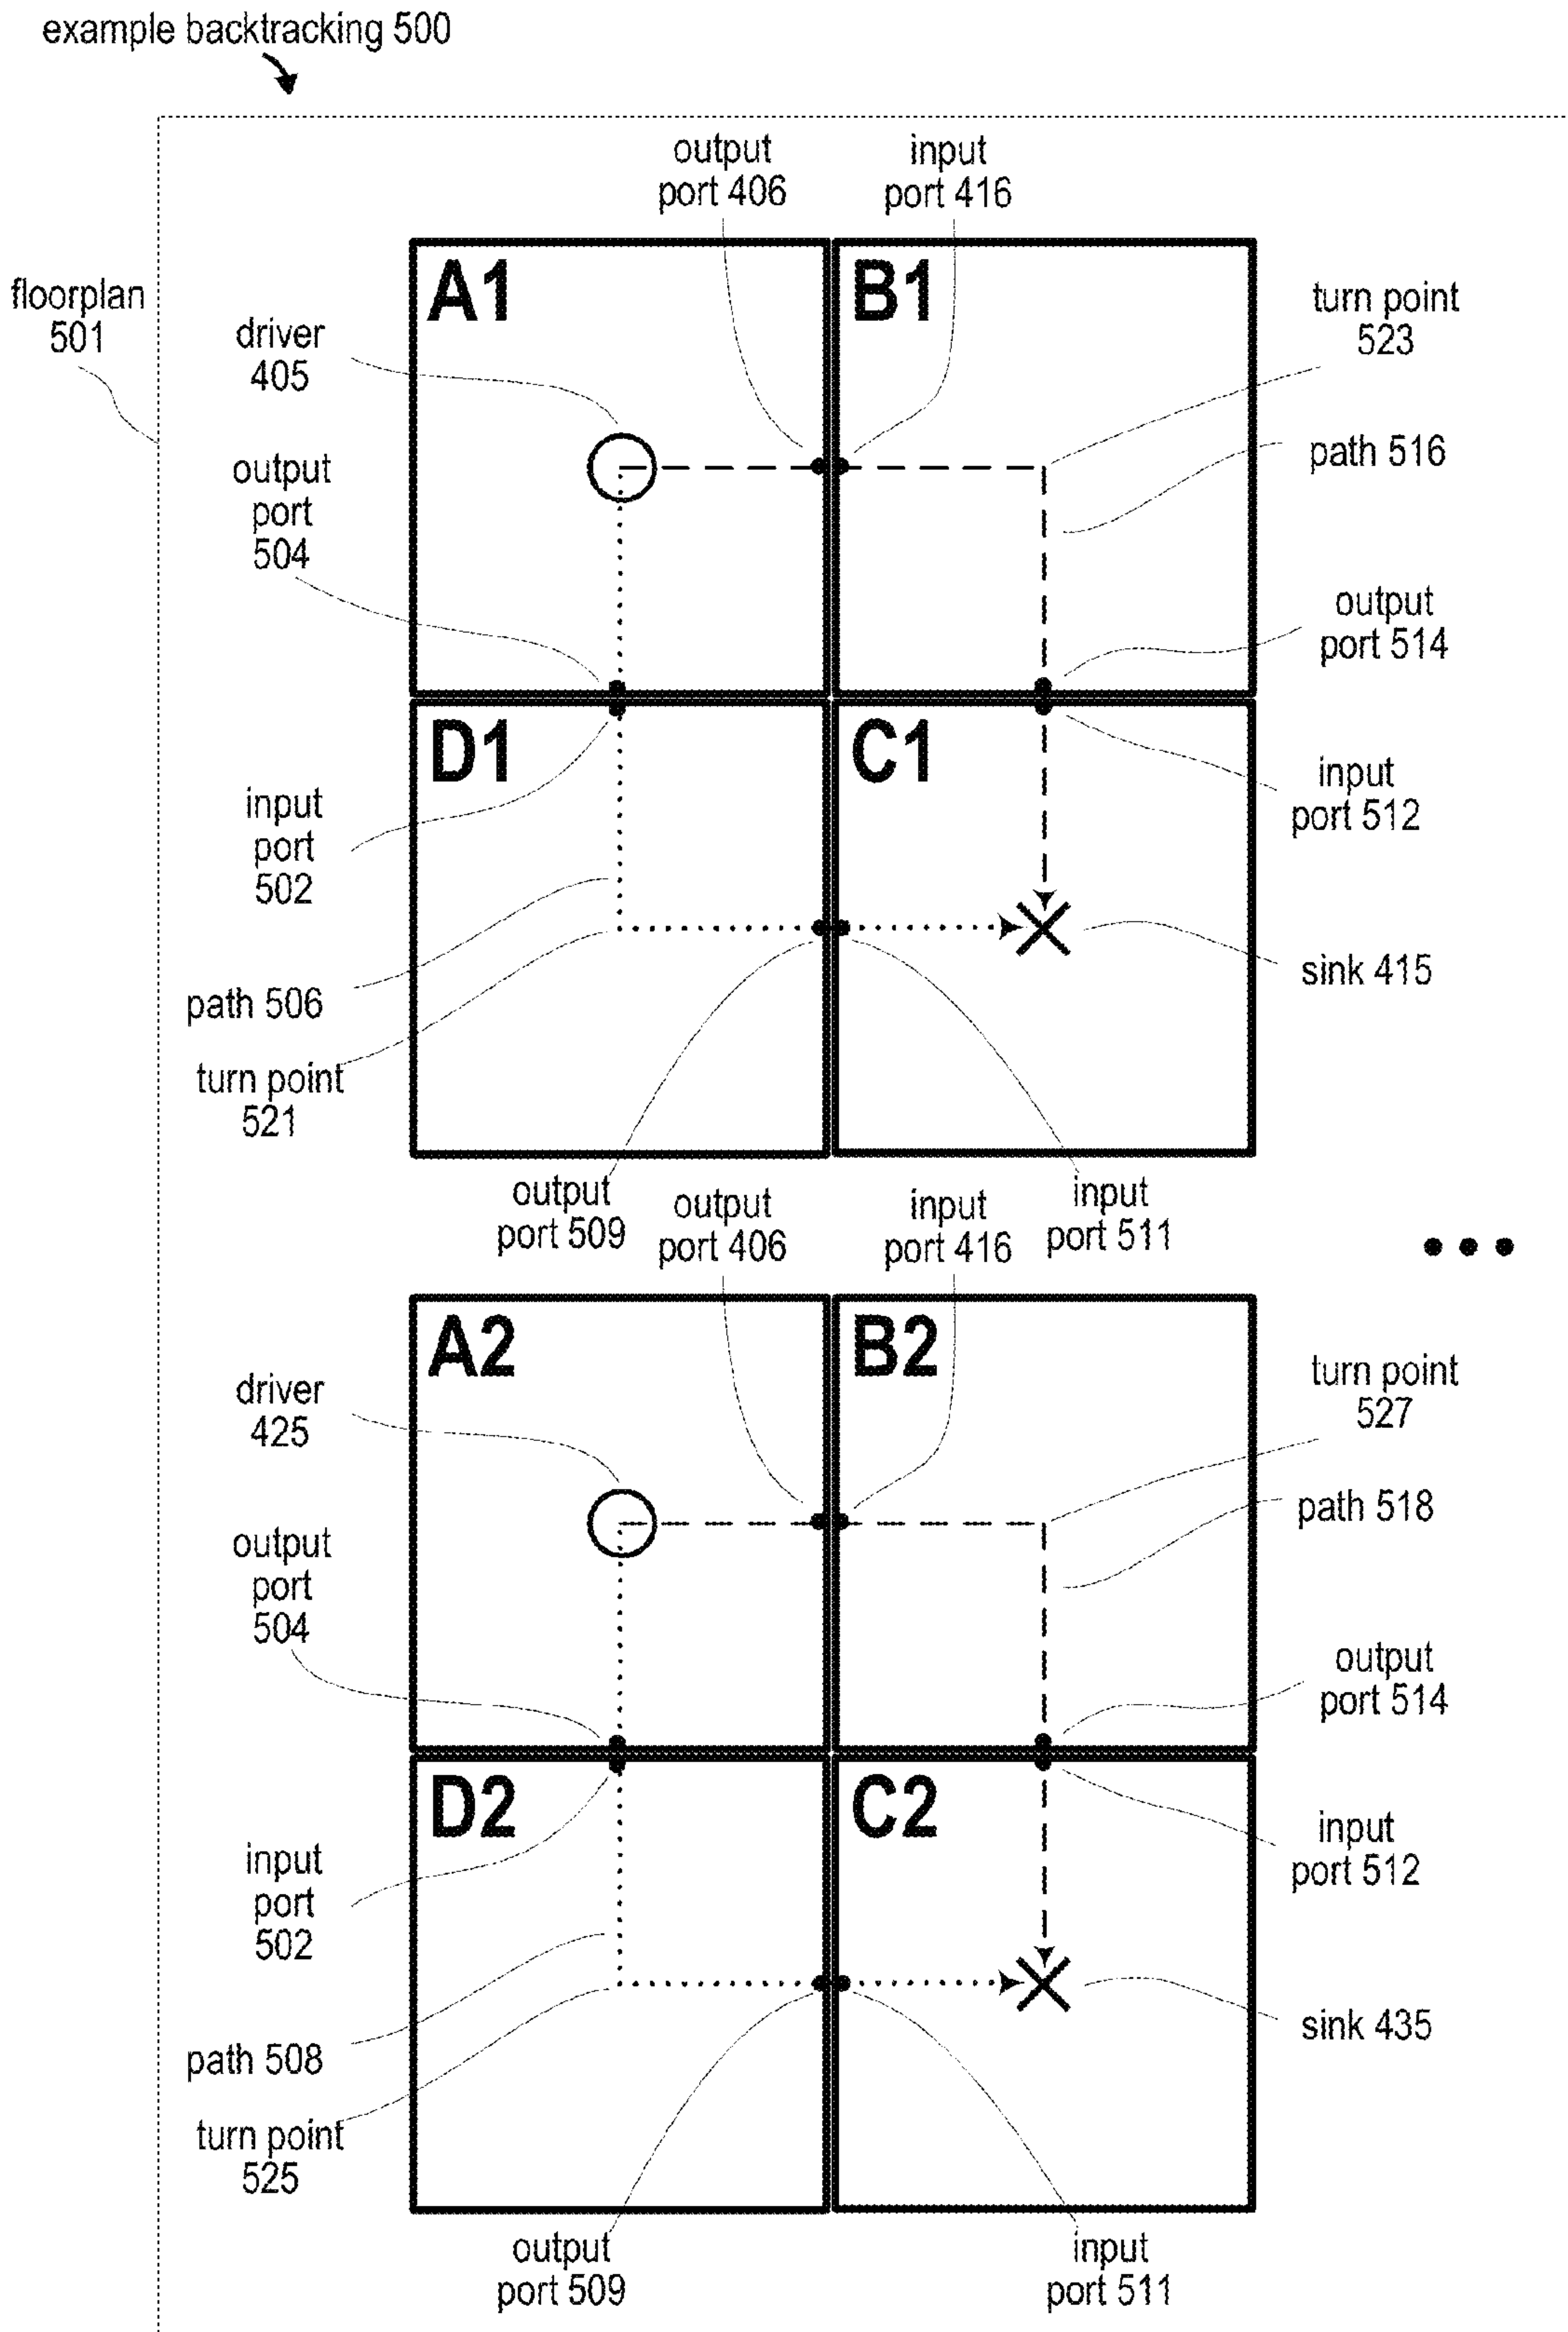 example backtracking 500
output
port 406
input
port 416
A1
B1
floorplan
501
driver
405
turn point
523
output
port
504
path 516
output
port 514
D1
C1
input
port
502
input
port 512
path 506
sink 415
turn point
521
output
port 509
output
port 406
input
port 416
input
port 511
A2
B2
driver
425
turn point
527
output
port
504
path 518
output
port 514
D2
C2
input
port
502
input
port 512
path 508
sink 435
turn point
525
output
port 509
input
port 511